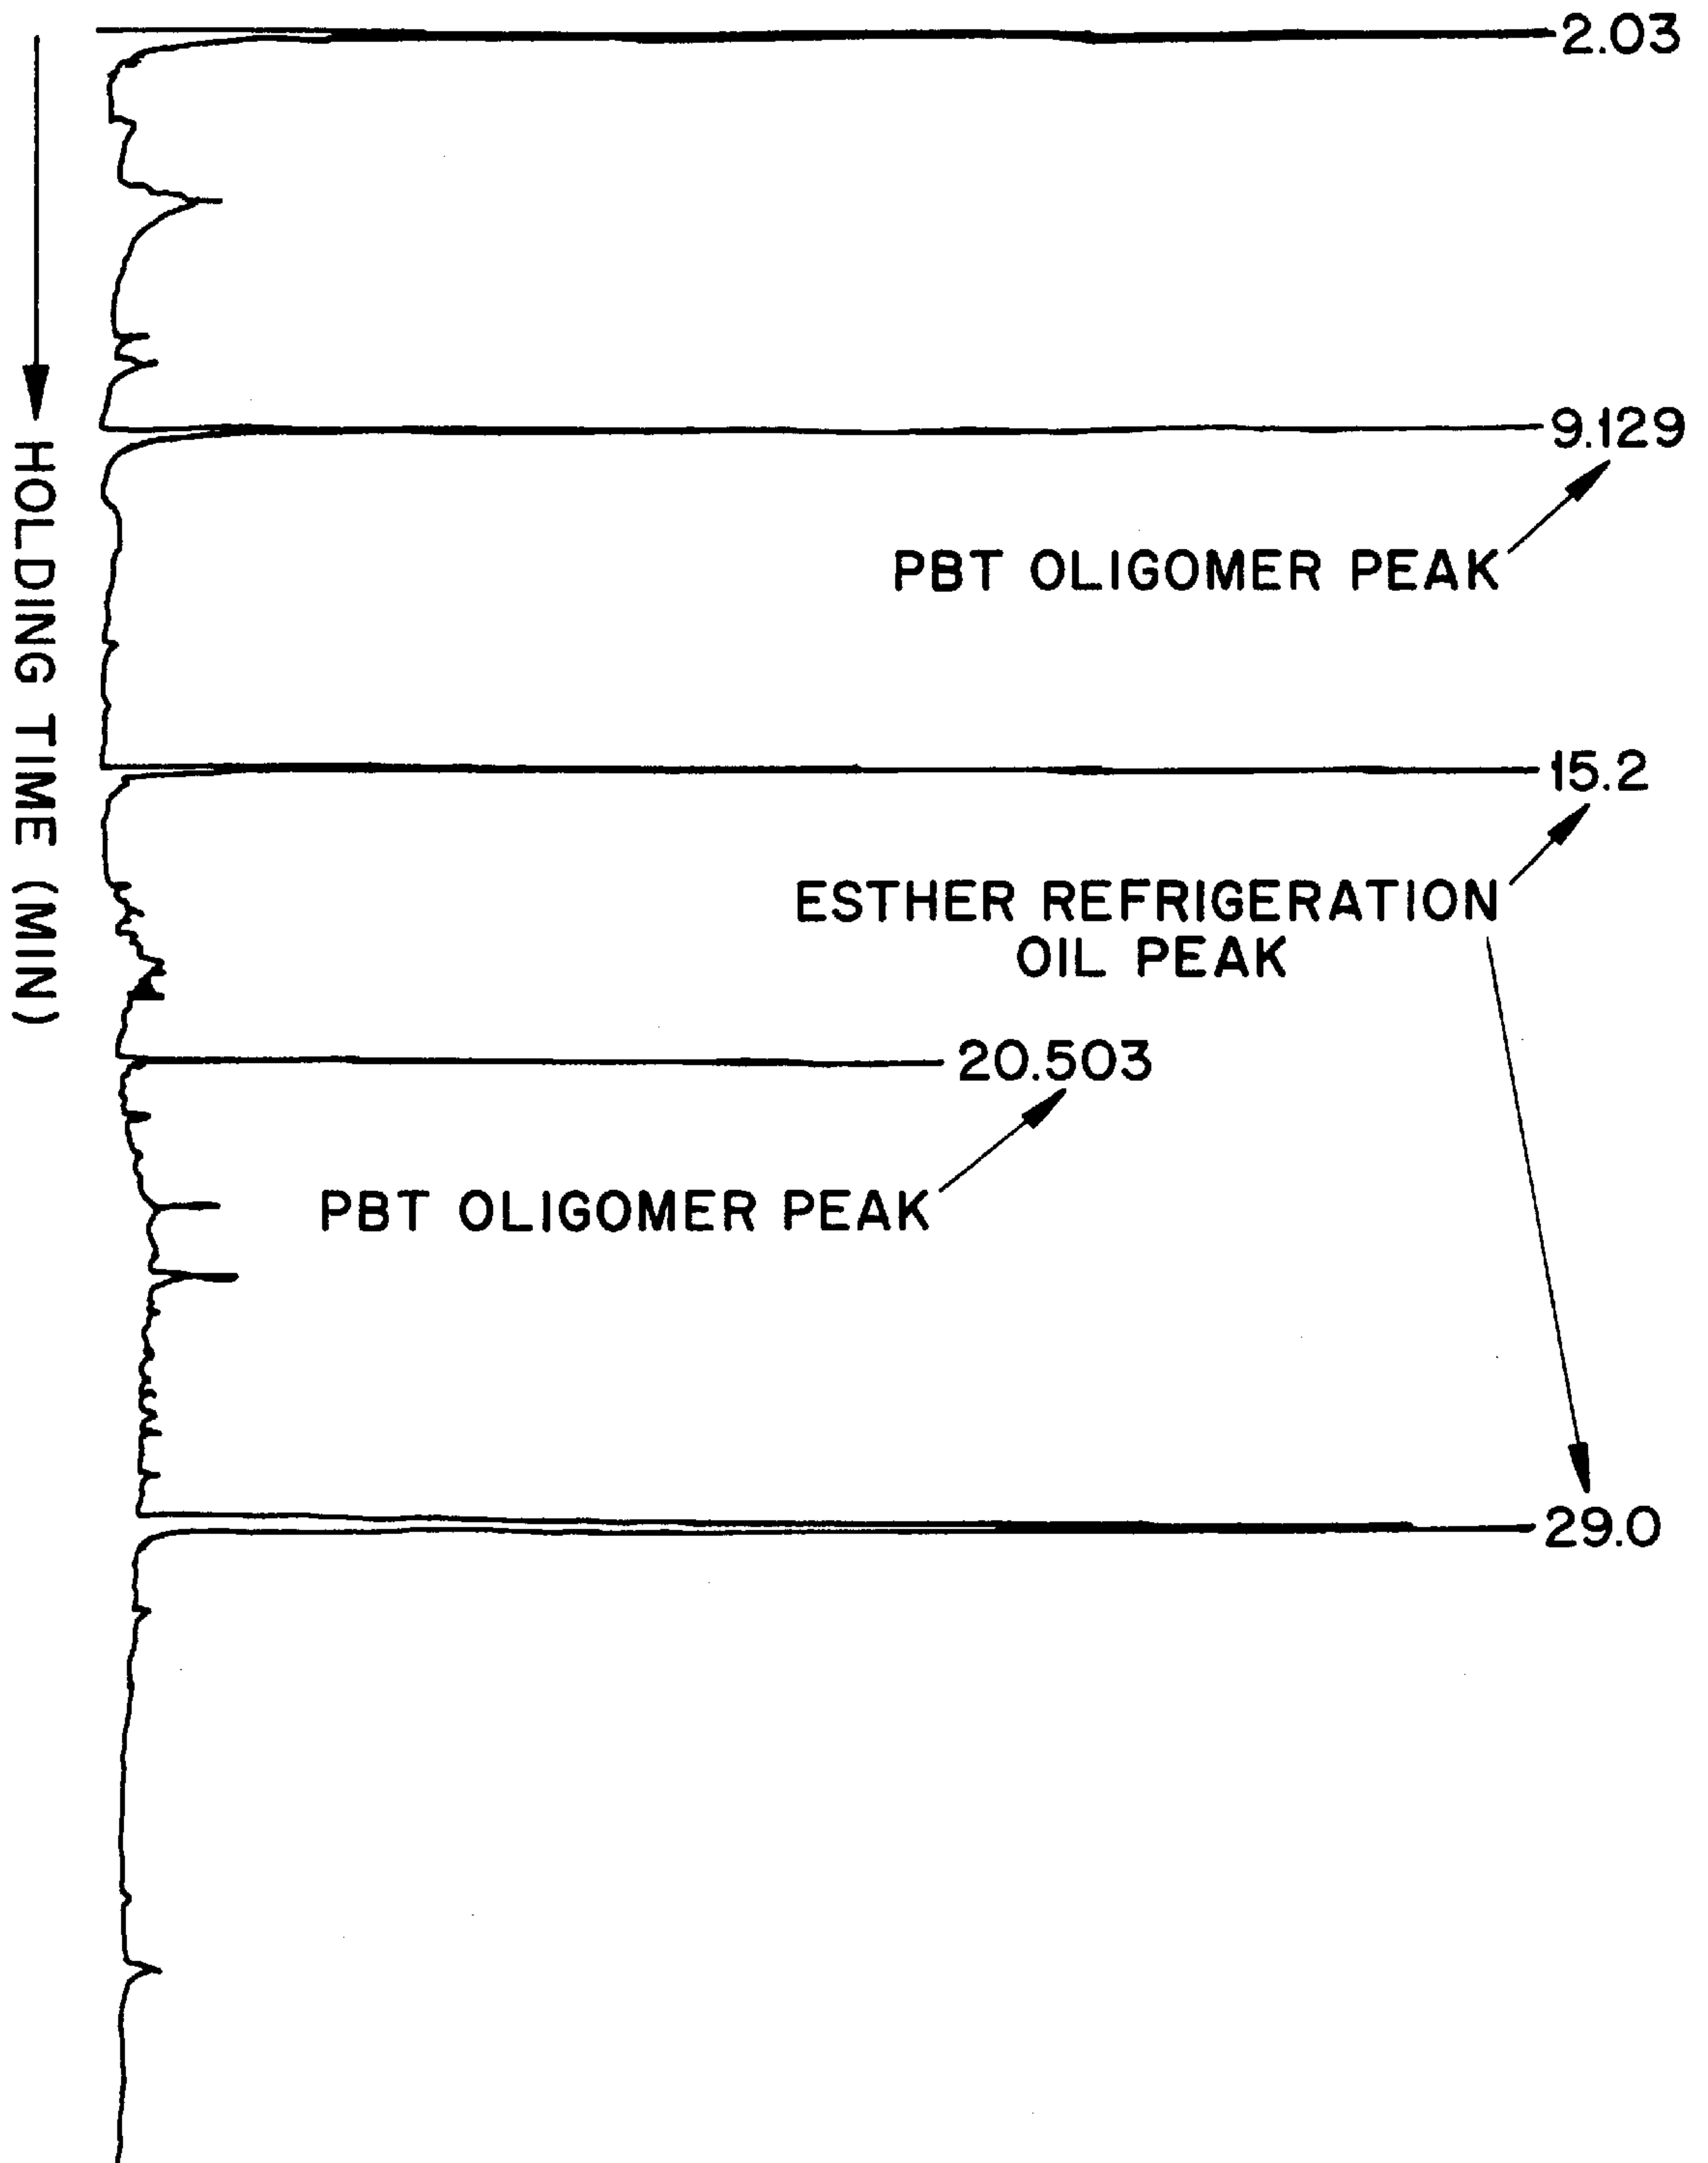 2.03
9.129
PBT OLIGOMER PEAK
HOLDING TIME (MIN)
15.2
ESTHER REFRIGERATION
OIL PEAK
20.503
PBT OLIGOMER PEAK
29.0